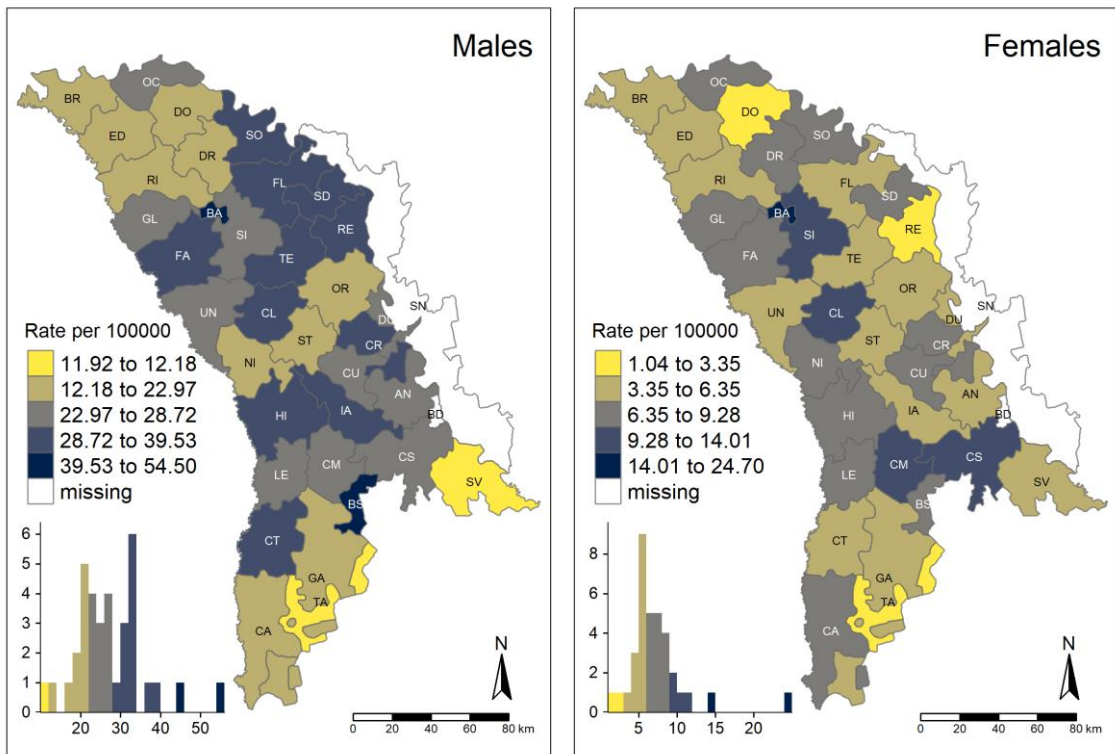 Males
OC
BR
DO
ED
SO
DR
RI
FL
SD
BA
GL
SI
RE
FA
TE
OR
SN
UN
CL
DU
CR
ST
NI
CU
AN
IA
HI
BD
CM
CS
LE
SV
BS
CT
GA
TA
CA
Rate per 100000
11.92 to 12.18
12.18 to 22.97
22.97 to 28.72
28.72 to 39.53
39.53 to 54.50
missing
6
5
4
3
2
1
0
20 30 40 50
N
0 20 40 60 80 km
Females
OC
BR
DO
ED
SO
DR
RI
FL
SD
BA
GL
SI
RE
FA
TE
OR
SN
UN
CL
DU
CR
ST
NI
CU
AN
IA
HI
BD
CM
CS
LE
SV
BS
CT
GA
TA
CA
Rate per 100000
1.04 to 3.35
3.35 to 6.35
6.35 to 9.28
9.28 to 14.01
14.01 to 24.70
missing
8
6
4
2
0
5 10 15 20
N
0 20 40 60 80 km